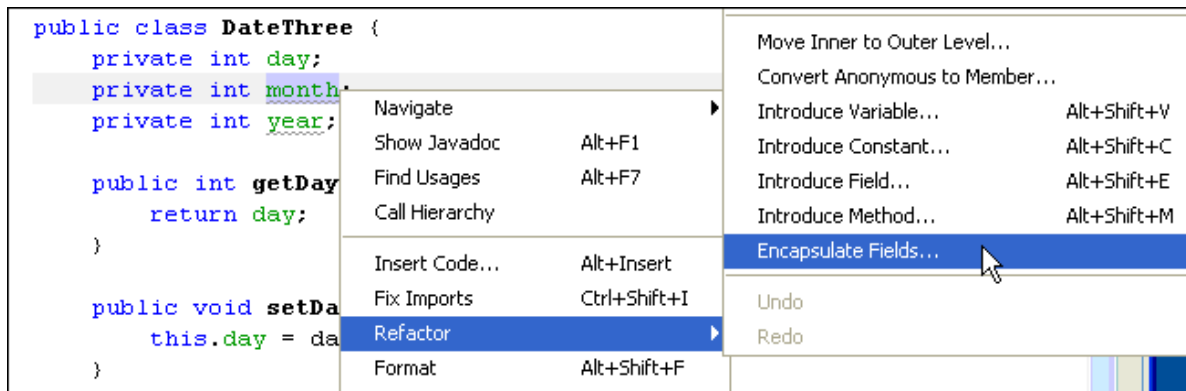 public class DateThree {
private int day;
private int month;
private int year;
public int getDay
return day;
}
public void setDa
this.day = da
}
Navigate
Show Javadoc Alt+F1
Find Usages Alt+F7
Call Hierarchy
Insert Code... Alt+Insert
Fix Imports Ctrl+Shift+I
Refactor
Format Alt+Shift+F
Move Inner to Outer Level...
Convert Anonymous to Member...
Introduce Variable... Alt+Shift+V
Introduce Constant... Alt+Shift+C
Introduce Field... Alt+Shift+E
Introduce Method... Alt+Shift+M
Encapsulate Fields...
Undo
Redo